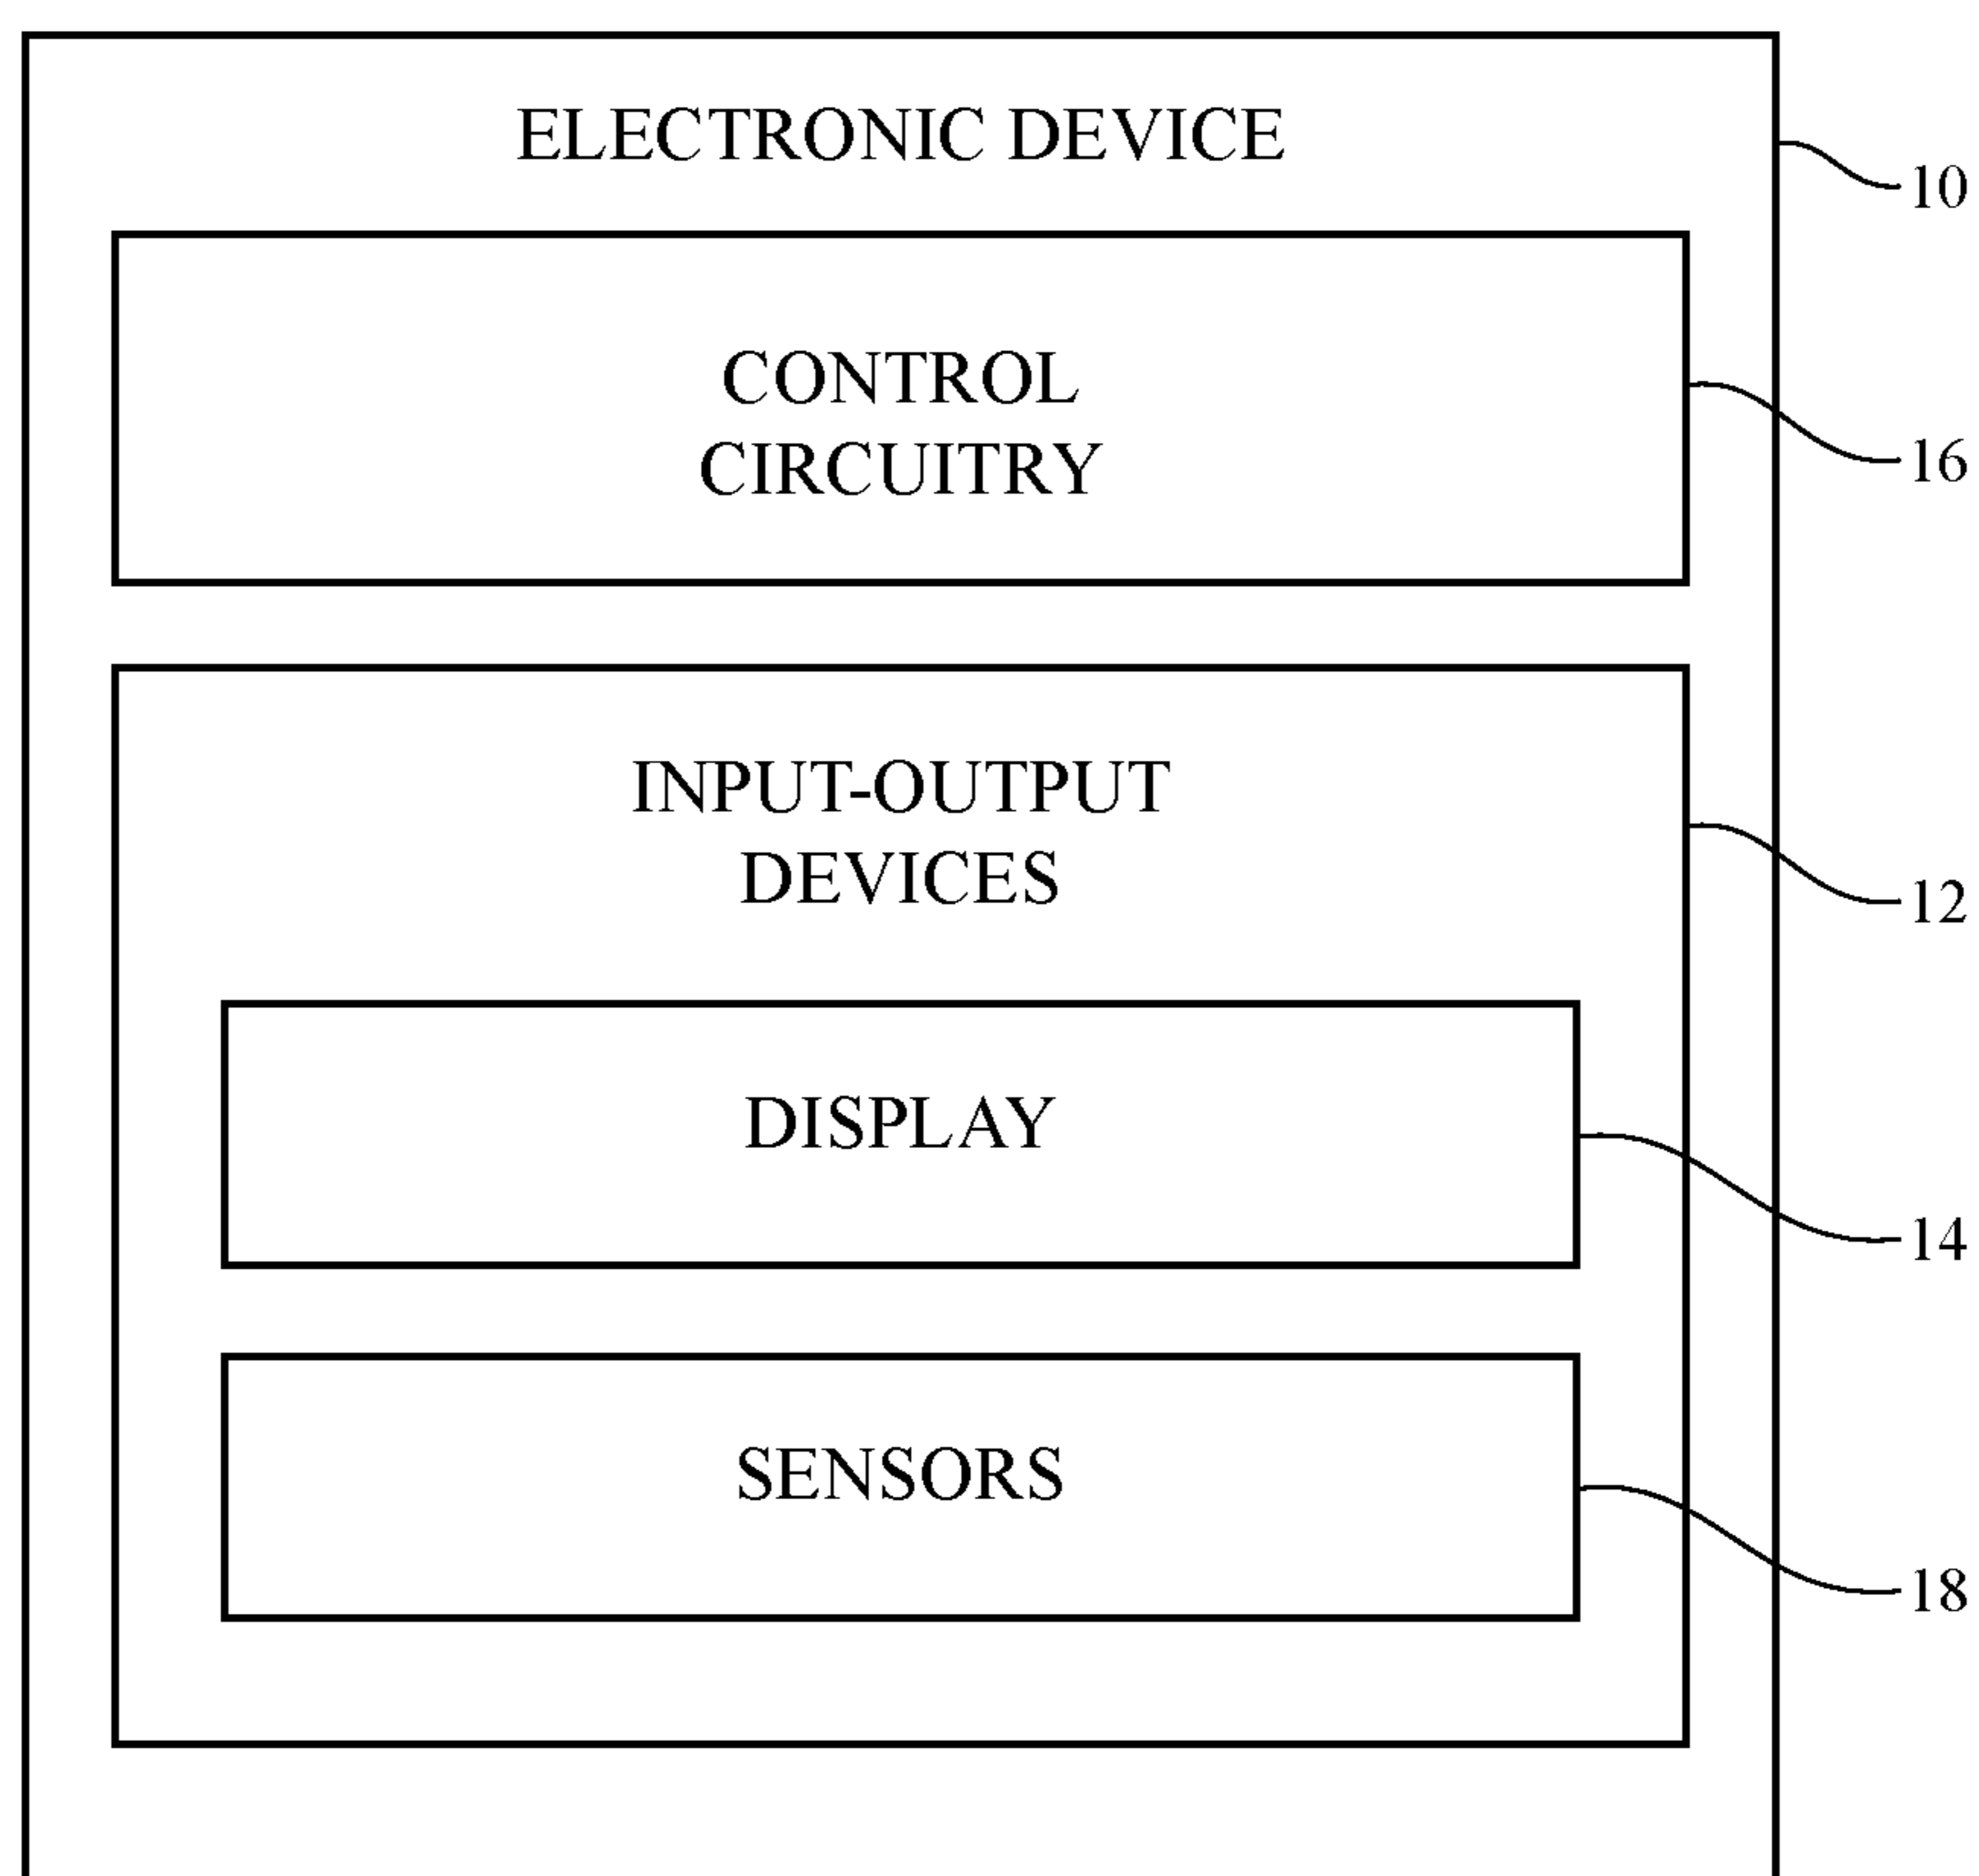 ELECTRONIC DEVICE
10
CONTROL
CIRCUITRY
16
INPUT-OUTPUT
DEVICES
12
DISPLAY
14
SENSORS
18